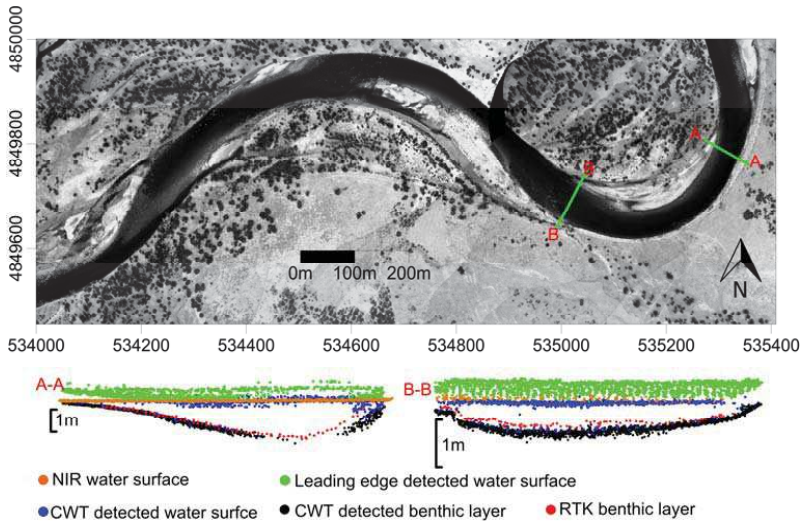 4850000
4849800
4849600
A
A
B
B
0m 100m 200m
N
534000 534200 534400 534600 534800 535000 535200 535400
A-A
B-B
1m
1m
NIR water surface
Leading edge detected water surface
CWT detected water surfce
CWT detected benthic layer
RTK benthic layer